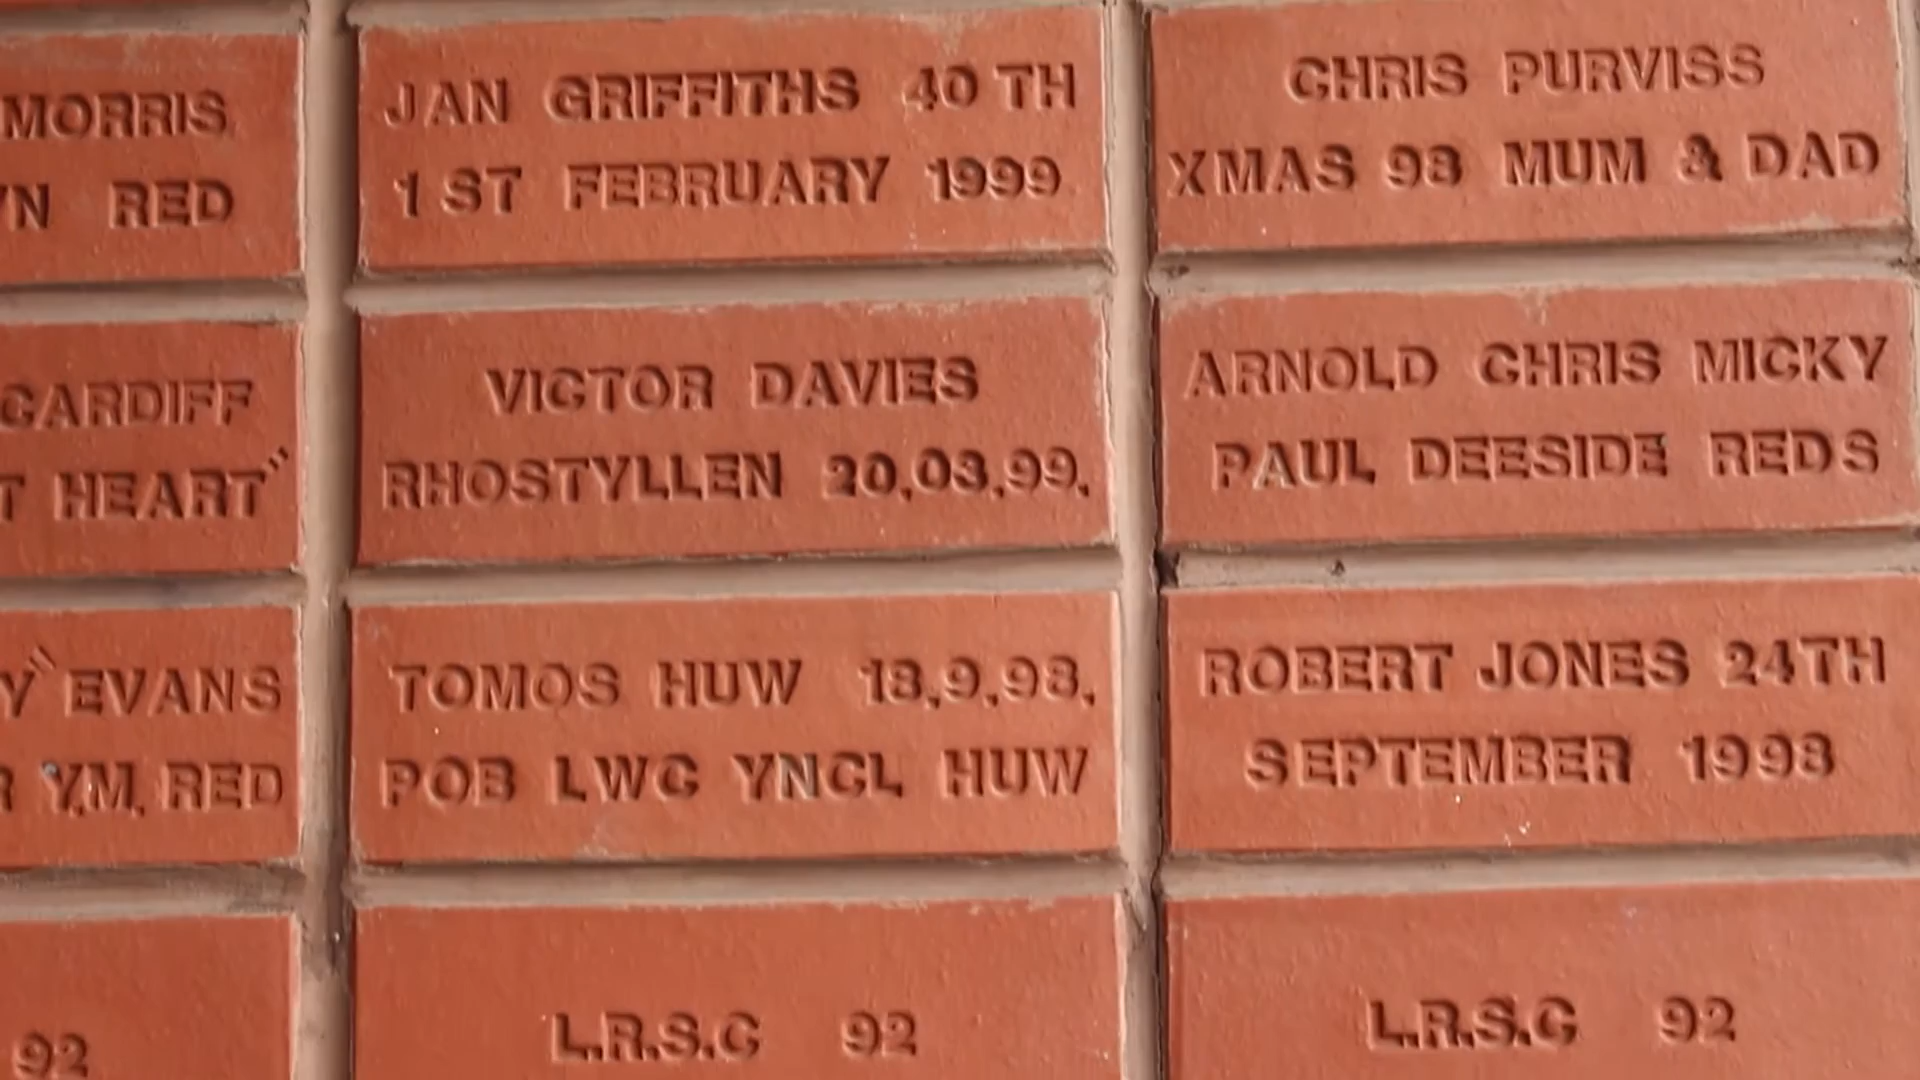 MORRIS
RED
JAN GRIFFITHS 40 TH
1 ST FEBRUARY 1999
CHRIS PURVISS
XMAS 98 MUM & DAD
CARDIFF
HEART"
VICTOR DAVIES
RHOSTYLLEN 20.03.99.
ARNOLD CHRIS MICKY
PAUL DEESIDE REDS
Y" EVANS
R Y.M. RED
TOMOS HUW 18.9.98.
POB LWC YNCL HUW
ROBERT JONES 24TH
SEPTEMBER 1998
92
L.R.S.C 92
L.R.S.C 92